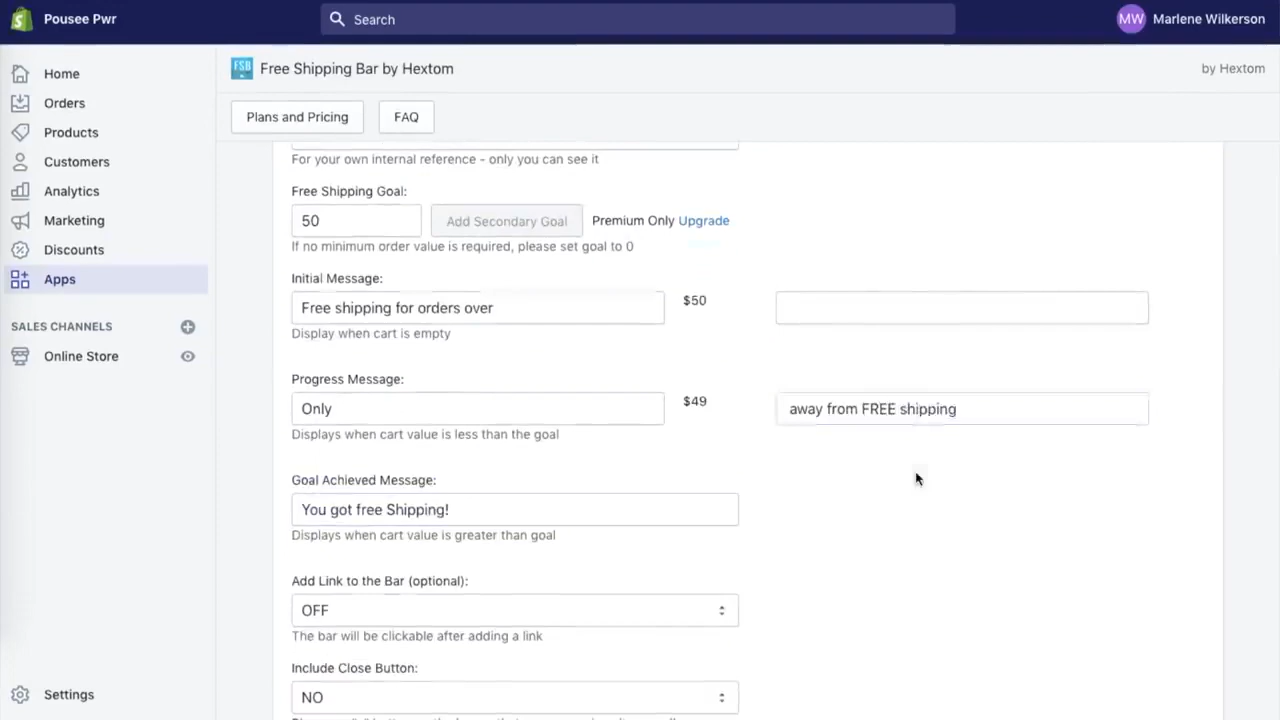 Pousee Pwr
Search
MW Marlene Wilkerson
Home
Orders
Products
Customers
Analytics
Marketing
Discounts
Apps
SALES CHANNELS
Online Store
Settings
FSB Free Shipping Bar by Hextom
by Hextom
Plans and Pricing
FAQ
For your own internal reference - only you can see it
Free Shipping Goal:
50 Add Secondary Goal Premium Only Upgrade
If no minimum order value is required, please set goal to 0
Initial Message:
Free shipping for orders over $50
Display when cart is empty
Progress Message:
Only $49 away from FREE shipping
Displays when cart value is less than the goal
Goal Achieved Message:
You got free Shipping!
Displays when cart value is greater than goal
Add Link to the Bar (optional):
OFF
The bar will be clickable after adding a link
Include Close Button:
NO